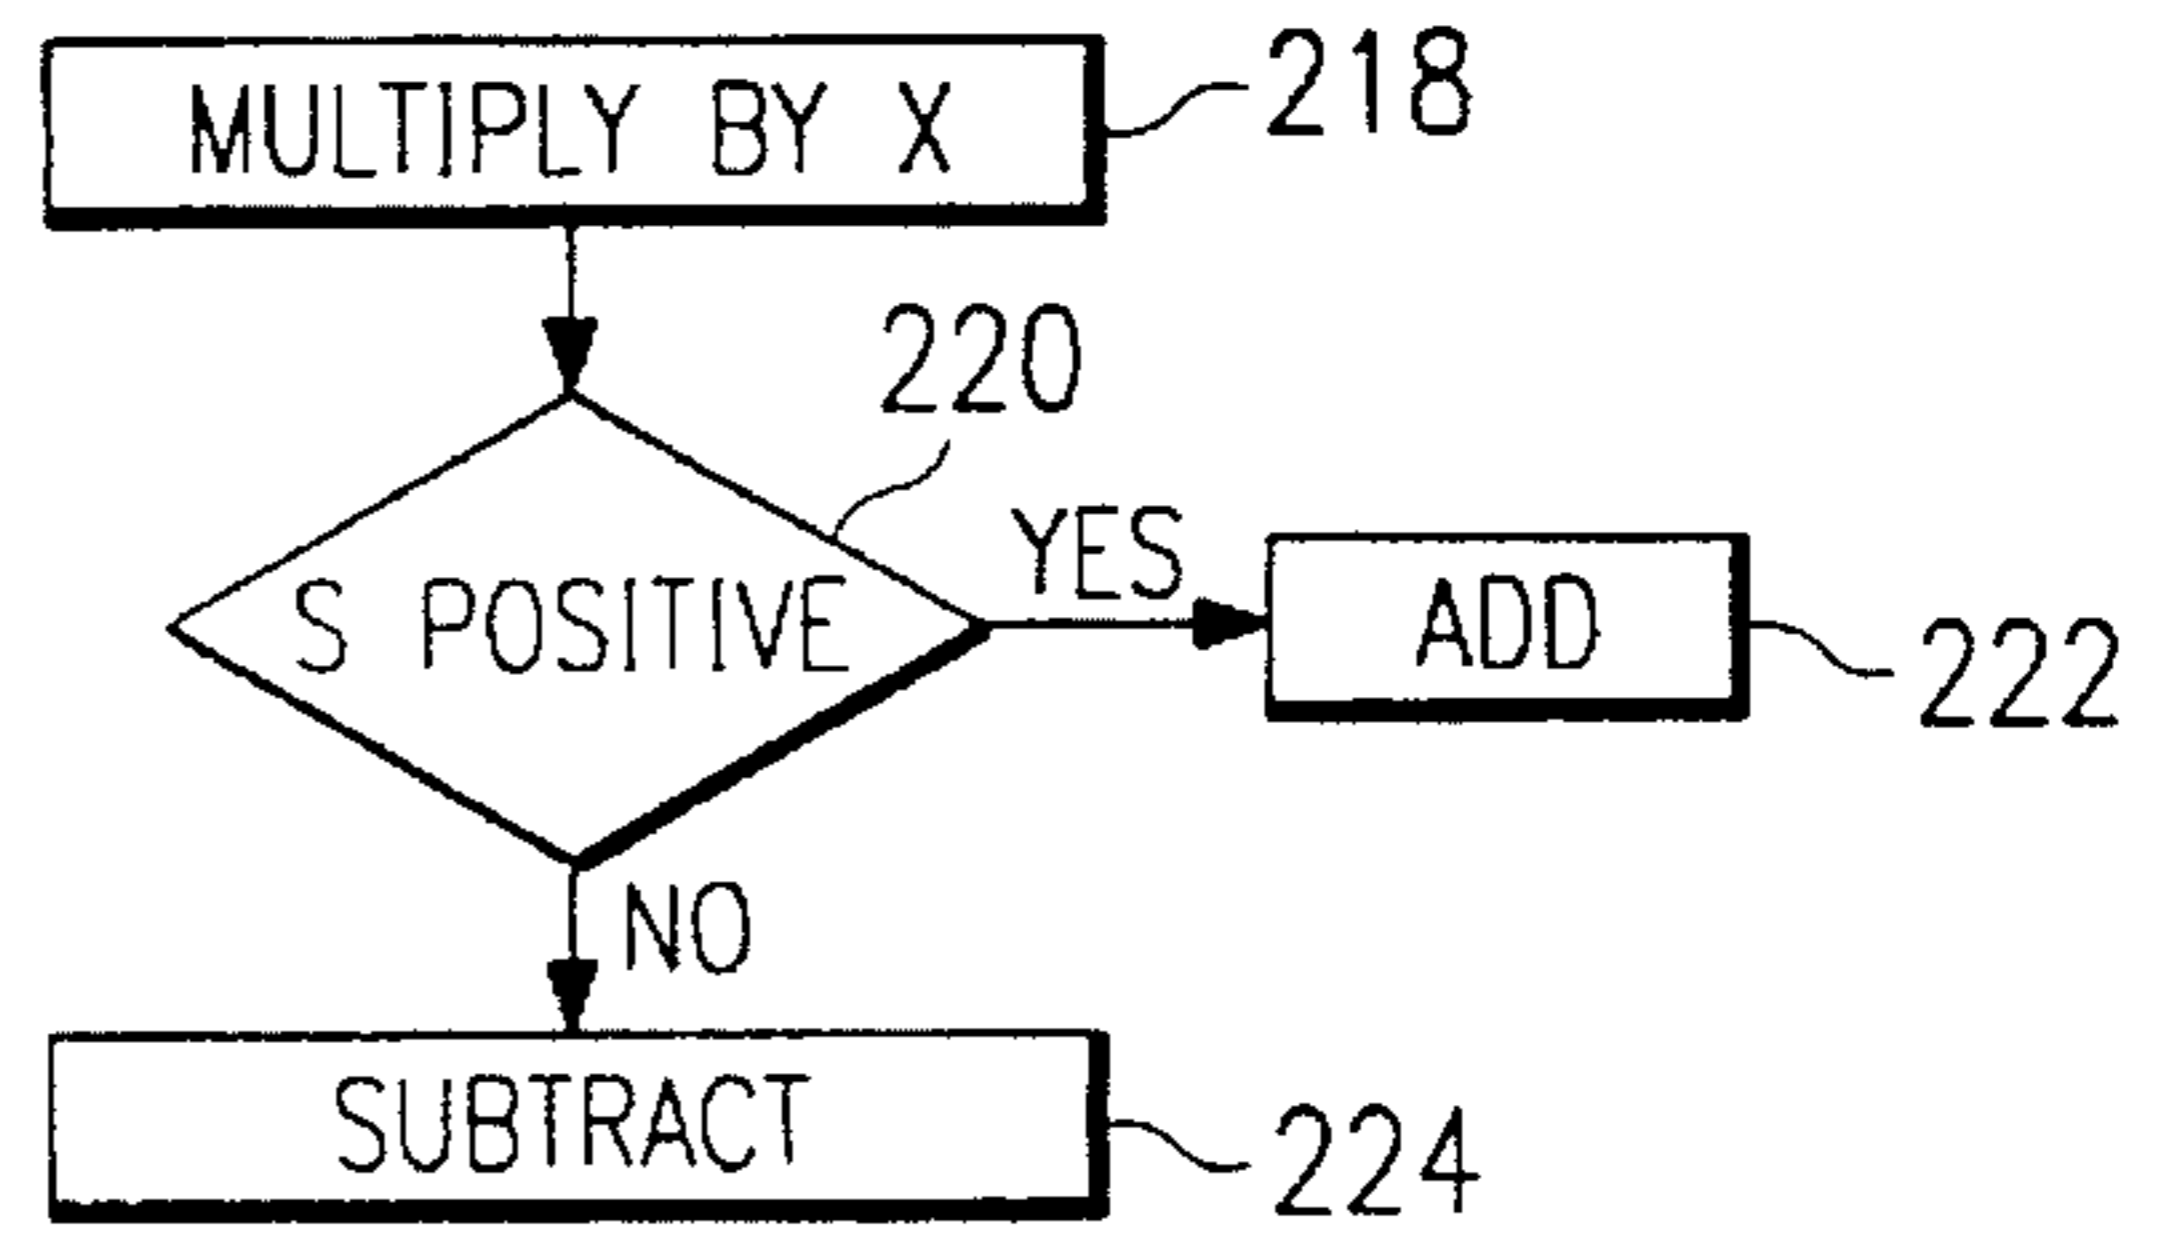 MULTIPLY BY X
218
220
S POSITIVE
YES
ADD
222
NO
SUBTRACT
224